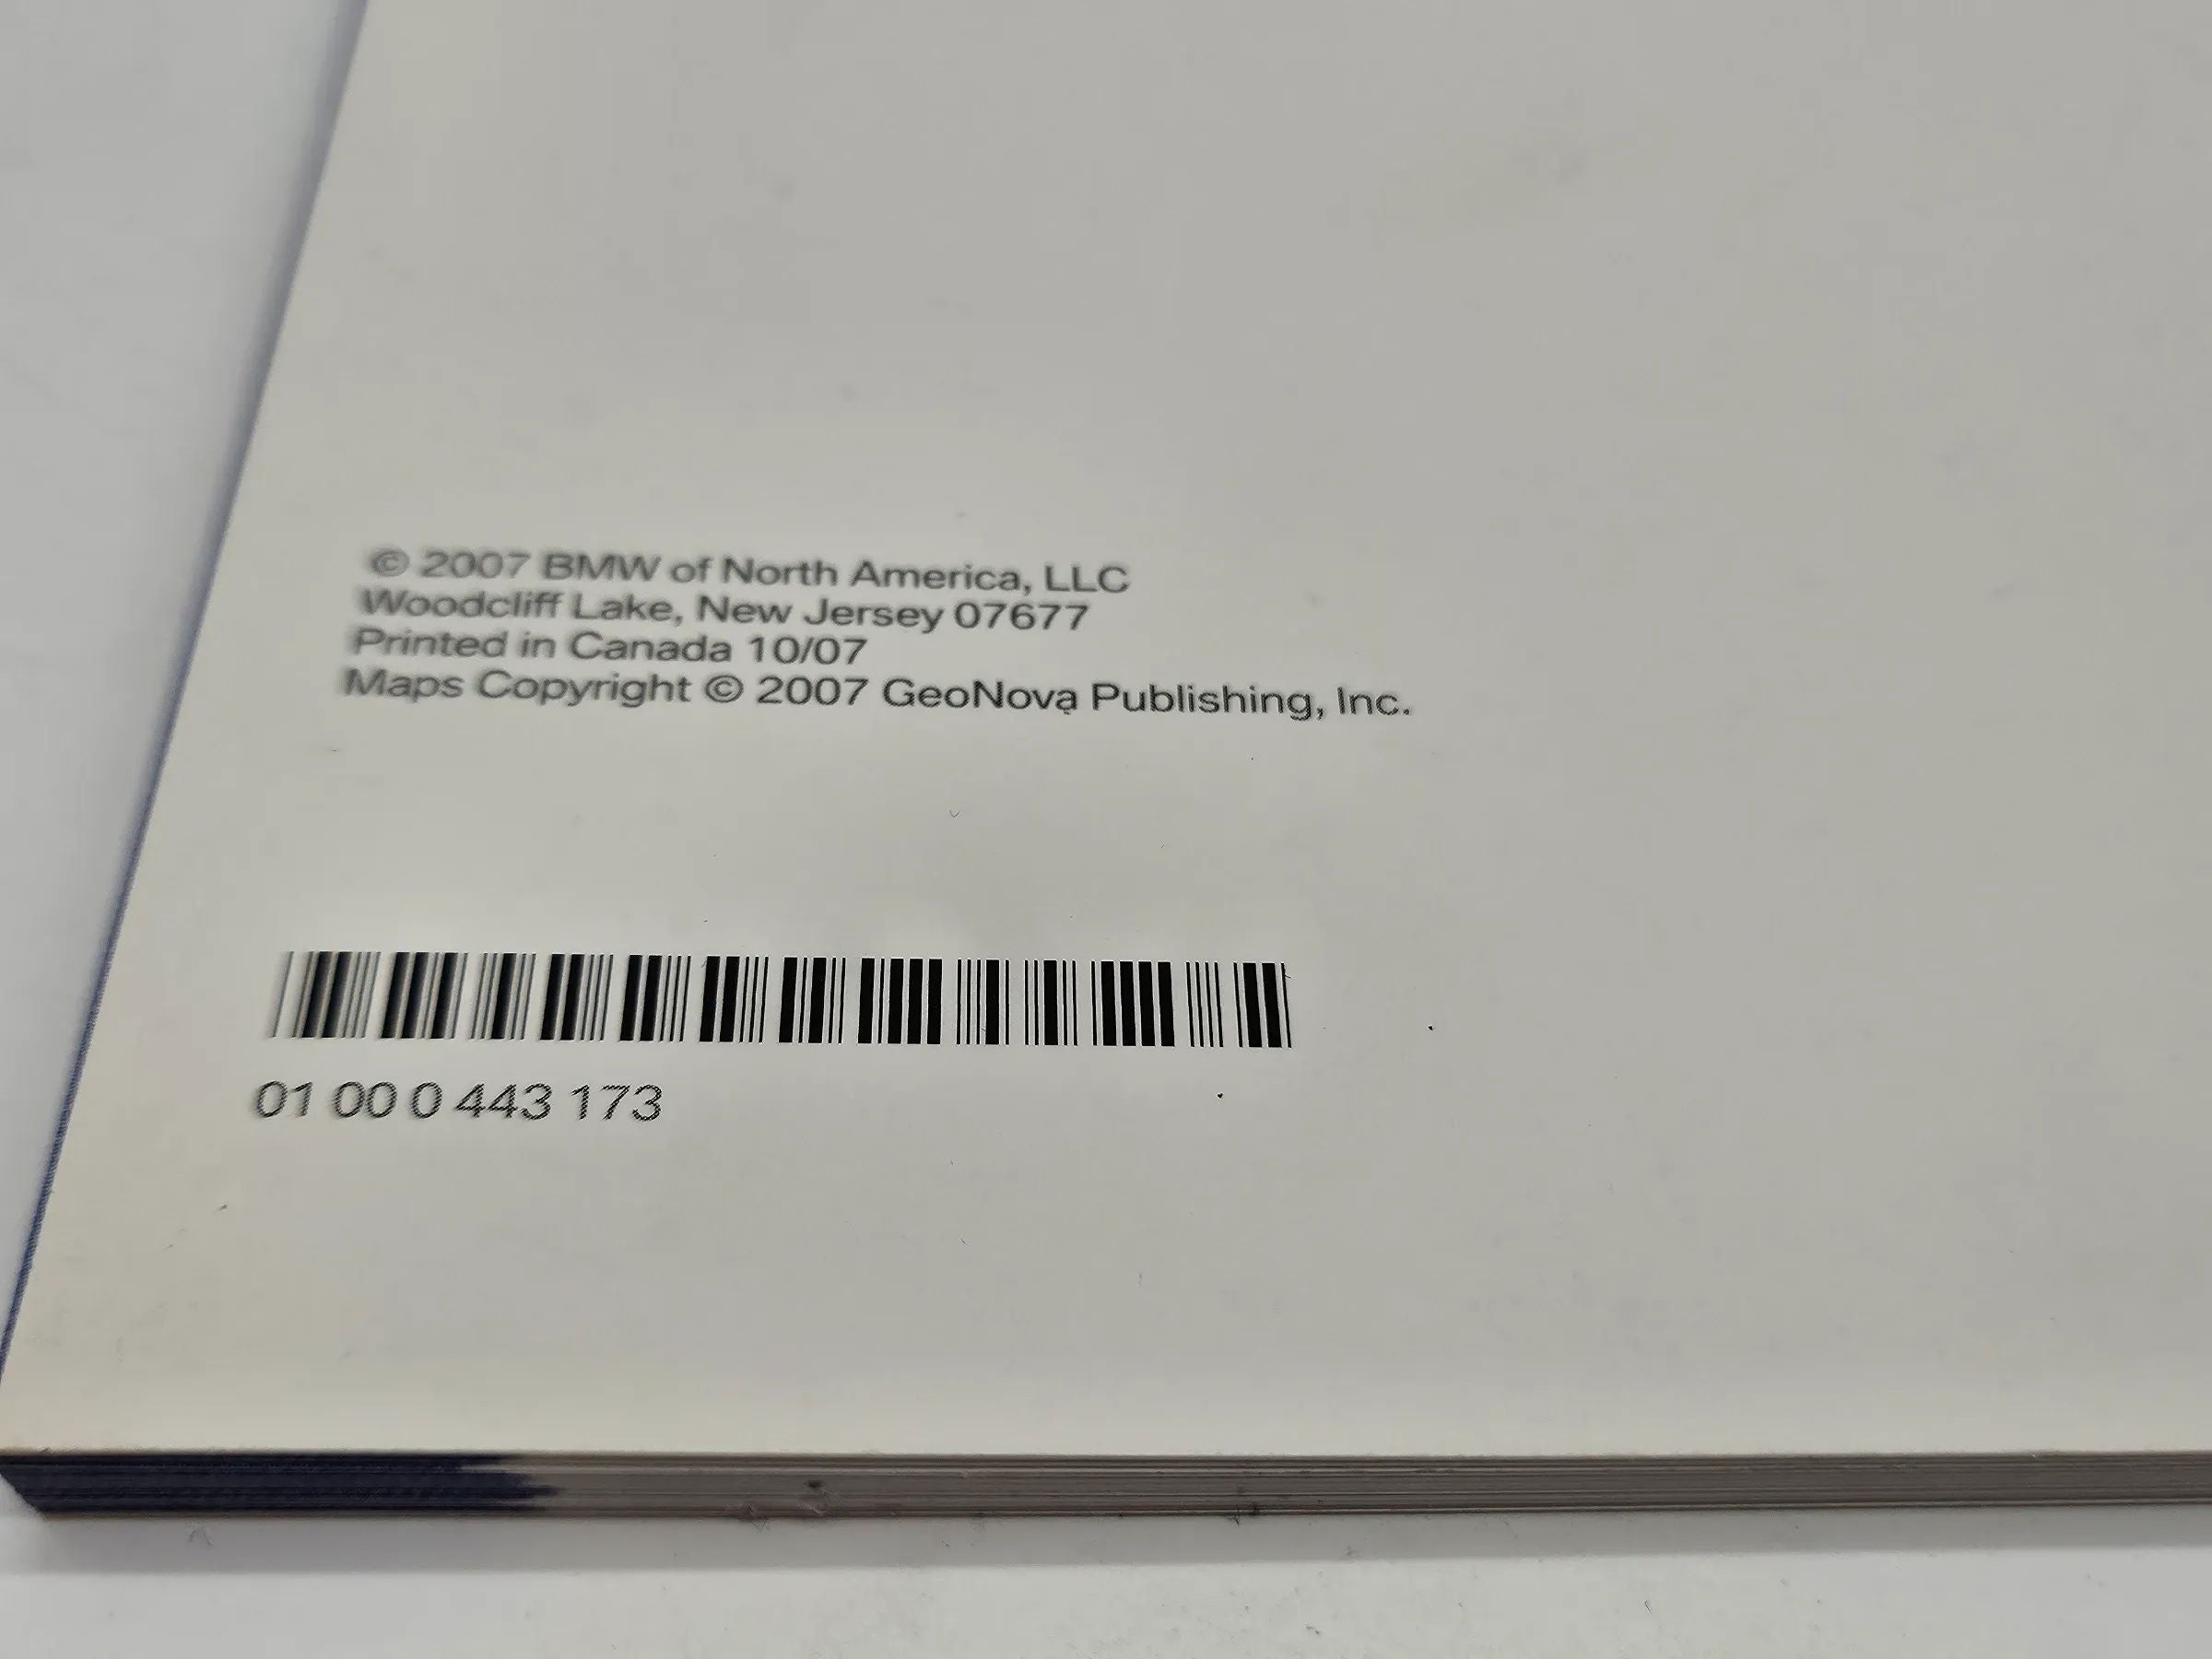 © 2007 BMW of North America, LLC
Woodcliff Lake, New Jersey 07677
Printed in Canada 10/07
Maps Copyright © 2007 GeoNova Publishing, Inc.
01 00 0 443 173